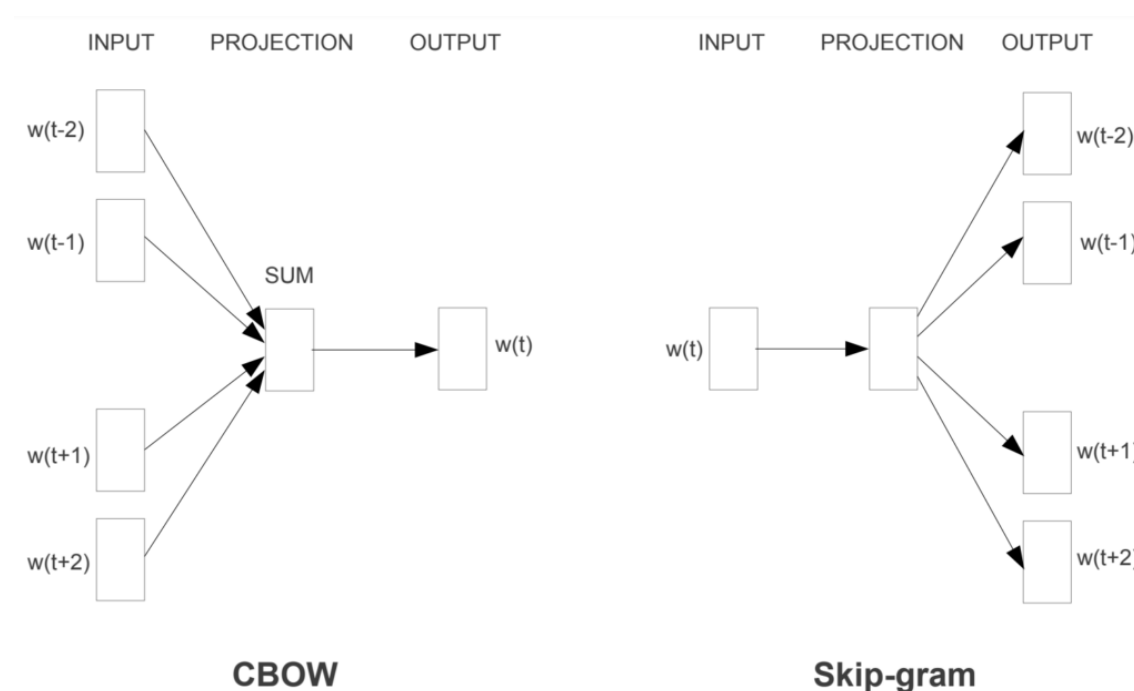 INPUT PROJECTION OUTPUT
w(t-2)
w(t-1)
SUM
w(t)
w(t+1)
w(t+2)
CBOW
INPUT PROJECTION OUTPUT
w(t-2)
w(t-1)
w(t)
w(t+1)
w(t+2)
Skip-gram